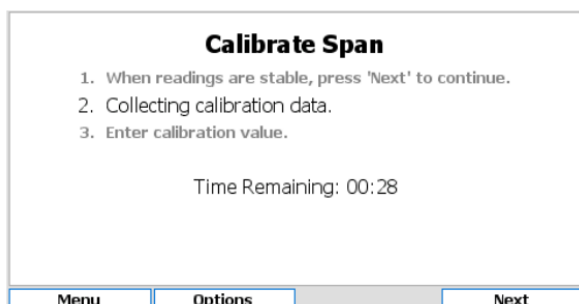 Calibrate Span
1. When readings are stable, press 'Next' to continue.
2. Collecting calibration data.
3. Enter calibration value.
Time Remaining: 00:28
Menu Options Next